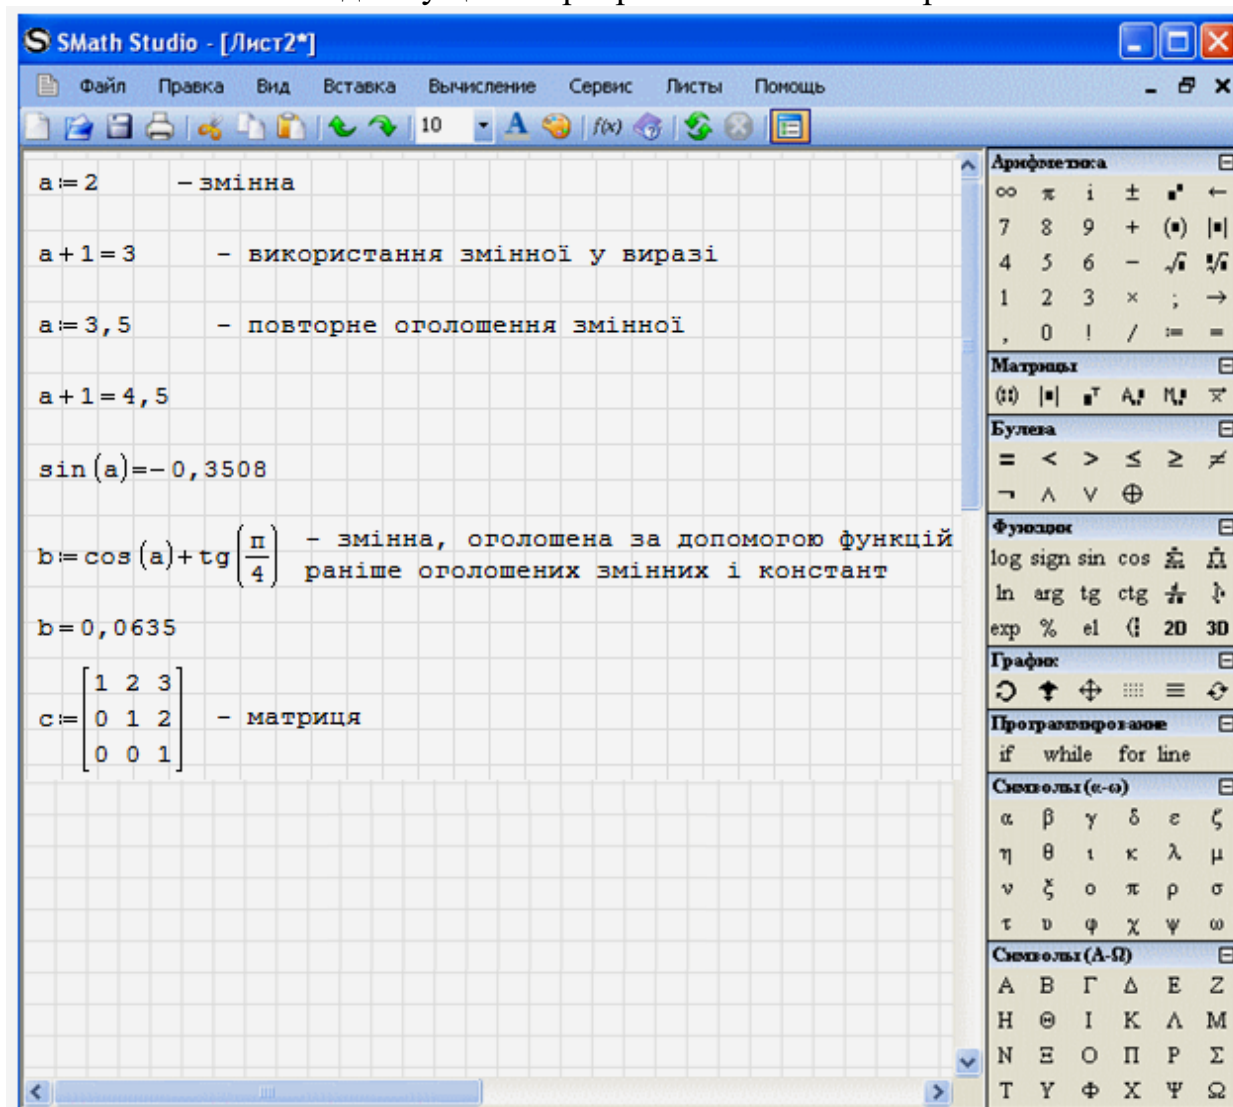 SMath Studio - [Лист2*]
Файл Правка Вид Вставка Вычисление Сервис Листы Помощь
10 A f(x)
a:=2 – змінна
a+1=3 – використання змінної у виразі
a:=3,5 – повторне оголошення змінної
a+1=4,5
sin(a)=−0,3508
b:=cos(a)+tg(π/4) – змінна, оголошена за допомогою функцій
раніше оголошених змінних і констант
b=0,0635
c:=[1 2 3
0 1 2
0 0 1] – матриця
Арифметика
∞ π i ± ←
7 8 9 + (■) |■|
4 5 6 − √
1 2 3 × ; →
, 0 ! / := =
Матрицы
Булева
= < > ≤ ≥ ≠
¬ ∧ ∨ ⊕
Функции
log sign sin cos
ln arg tg ctg
exp % el 2D 3D
График
Программирование
if while for line
Символы (α-ω)
α β γ δ ε ζ
η θ ι κ λ μ
ν ξ ο π ρ σ
τ υ φ χ ψ ω
Символы (Α-Ω)
Α Β Γ Δ Ε Ζ
Η Θ Ι Κ Λ Μ
Ν Ξ Ο Π Ρ Σ
Τ Υ Φ Χ Ψ Ω